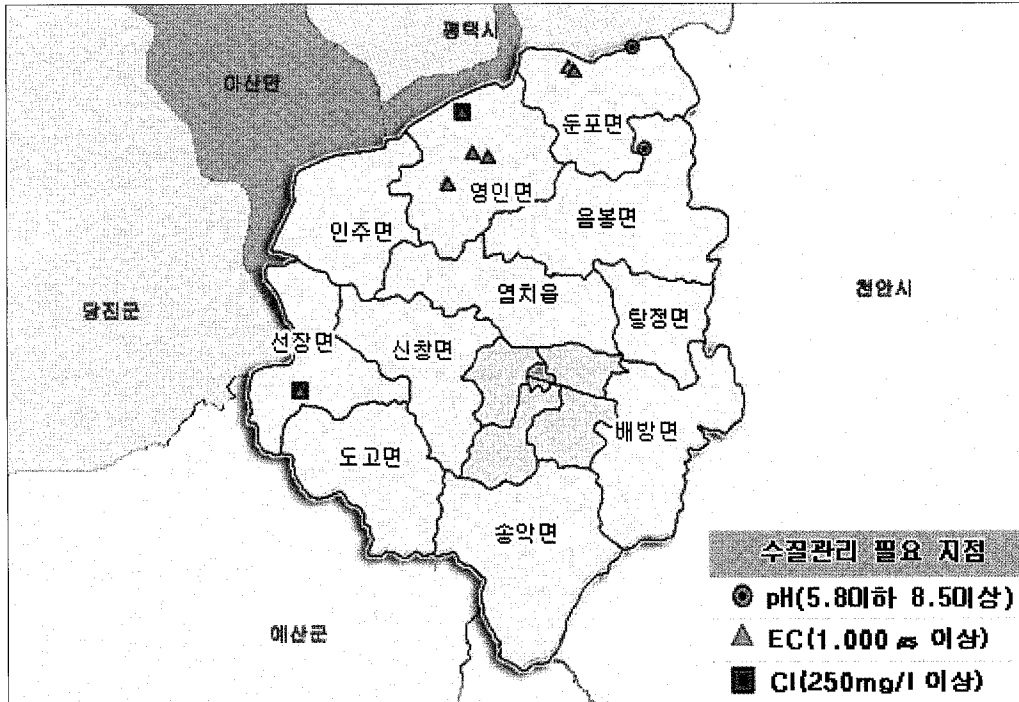 평택시
아산만
둔포면
영인면
음봉면
인주면
염치읍
천안시
당진군
탕정면
선장면
신창면
배방면
도고면
송악면
예산군
수질관리 필요 지점
pH(5.8이하 8.5이상)
EC(1.000 ㎲ 이상)
Cl(250mg/l 이상)